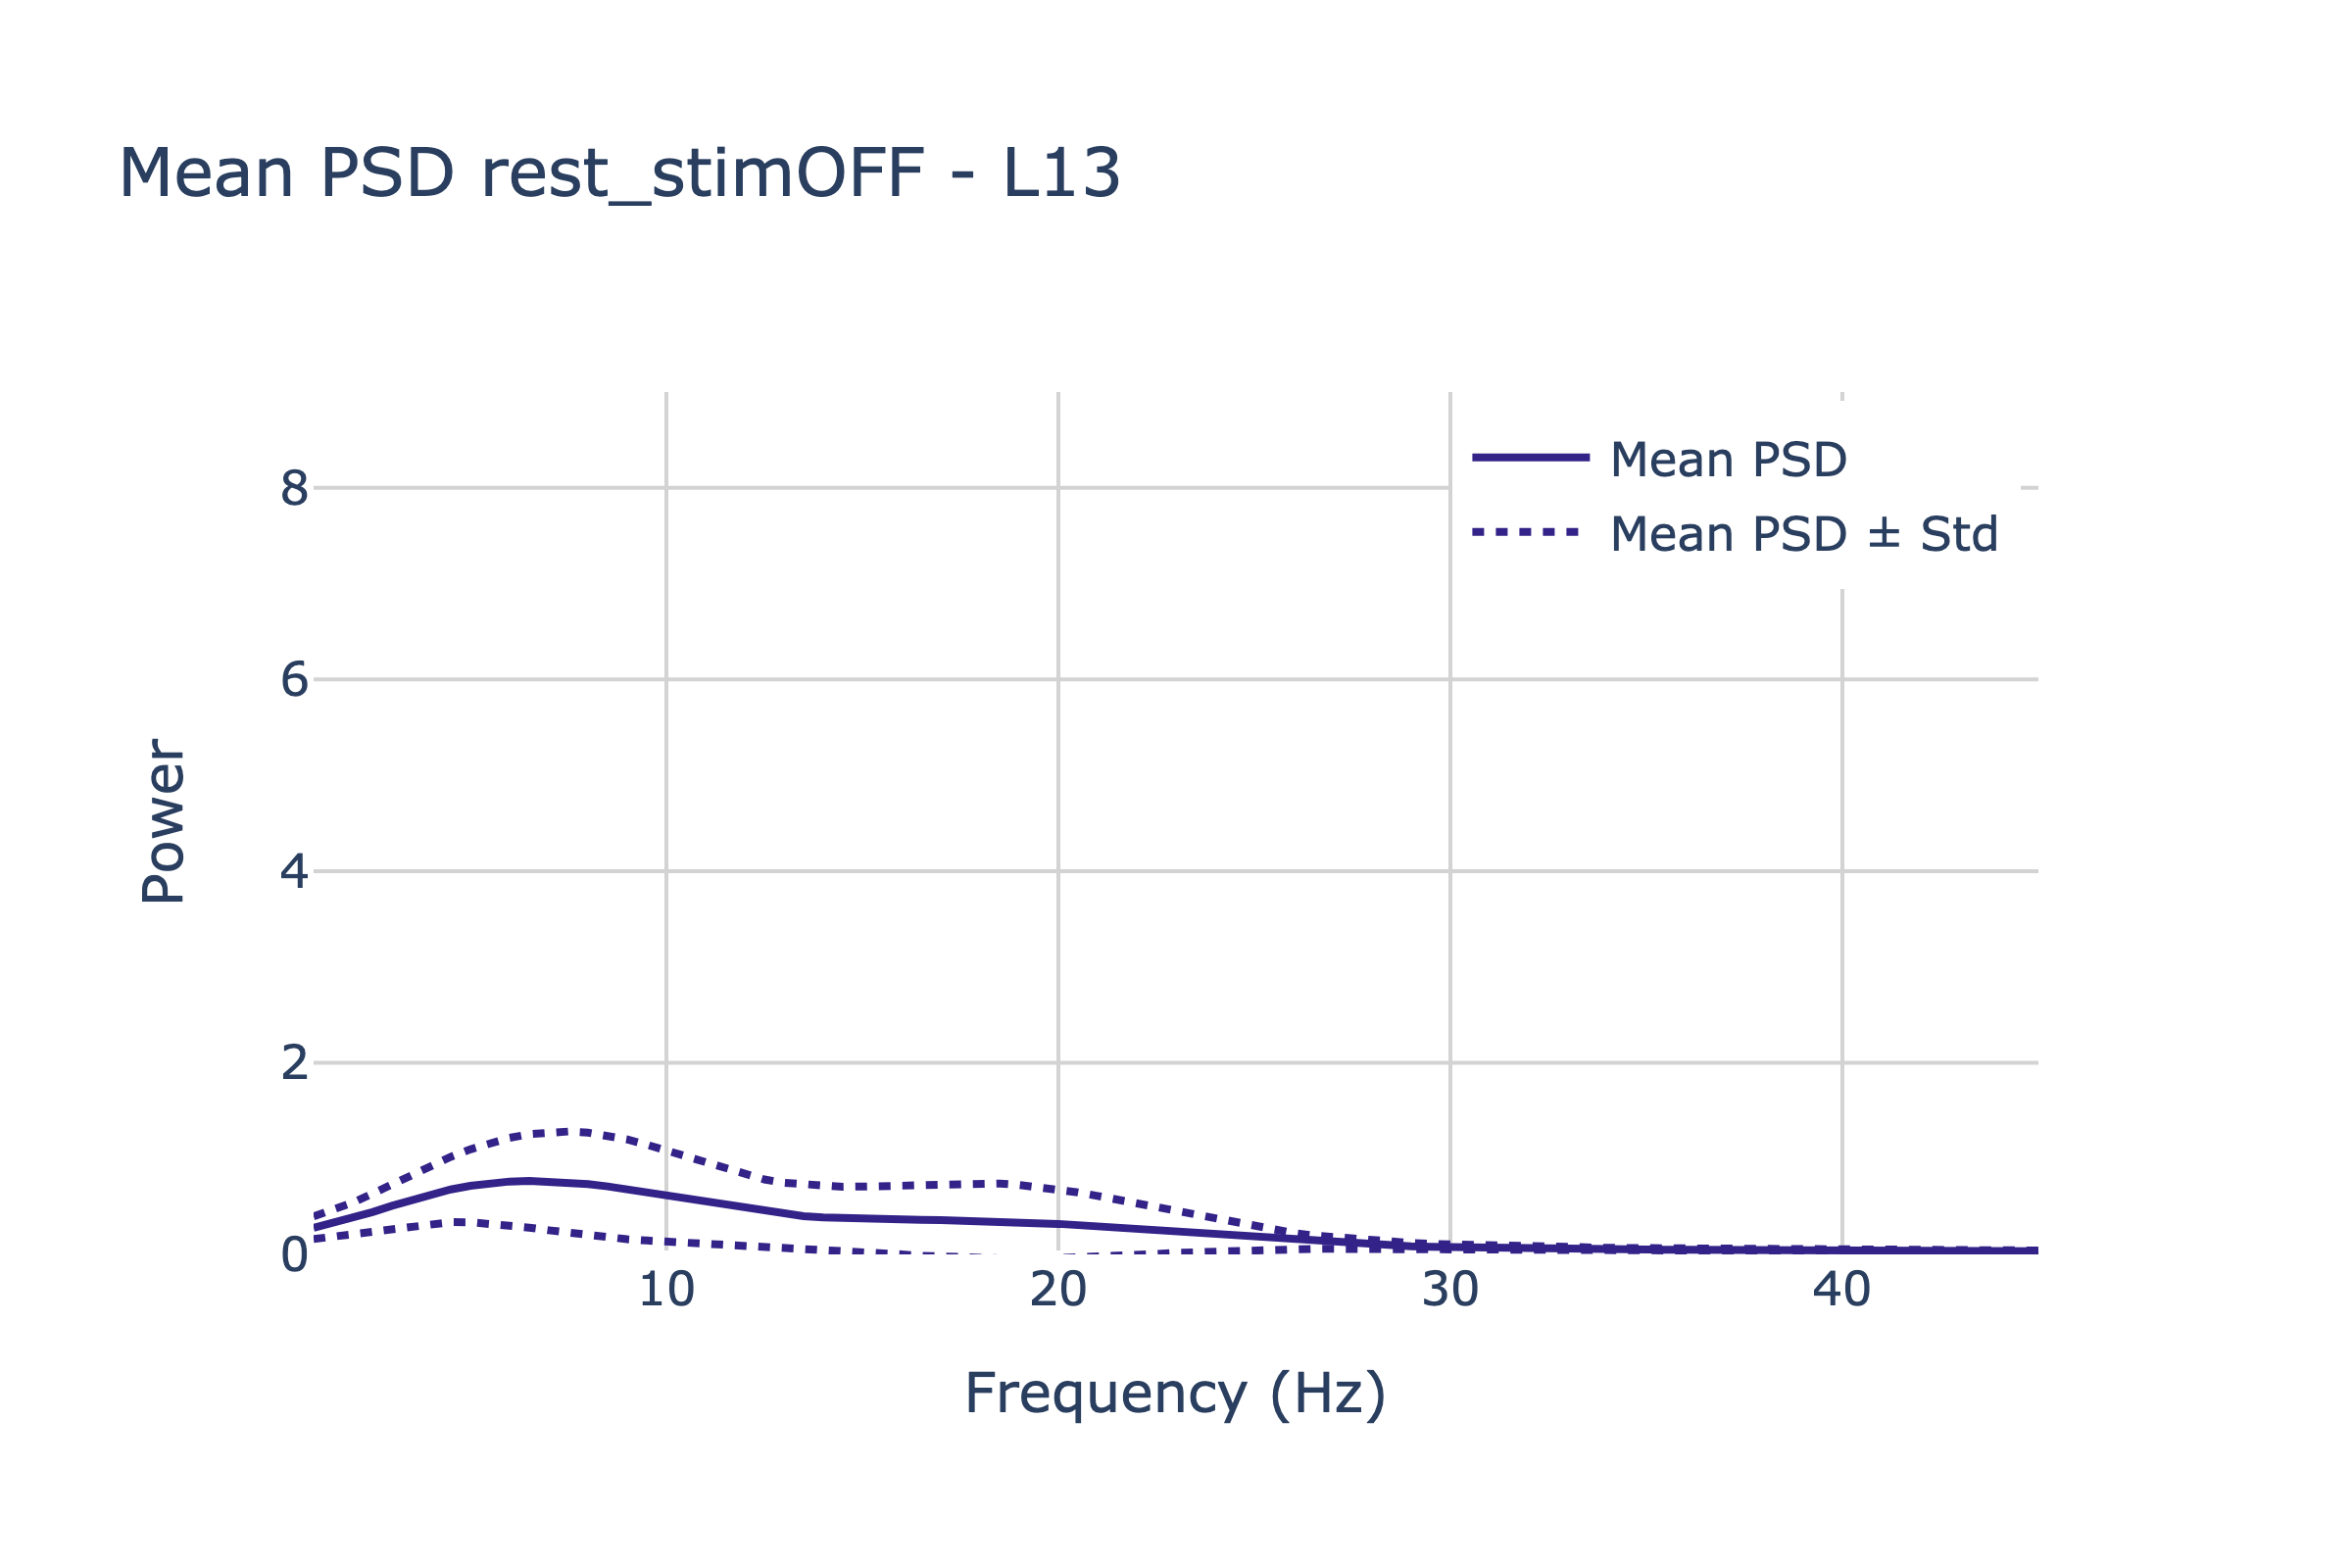 Mean PSD rest_stimOFF - L13
Mean PSD
Mean PSD ± Std
8
6
4
2
0
Power
10 20 30 40
Frequency (Hz)